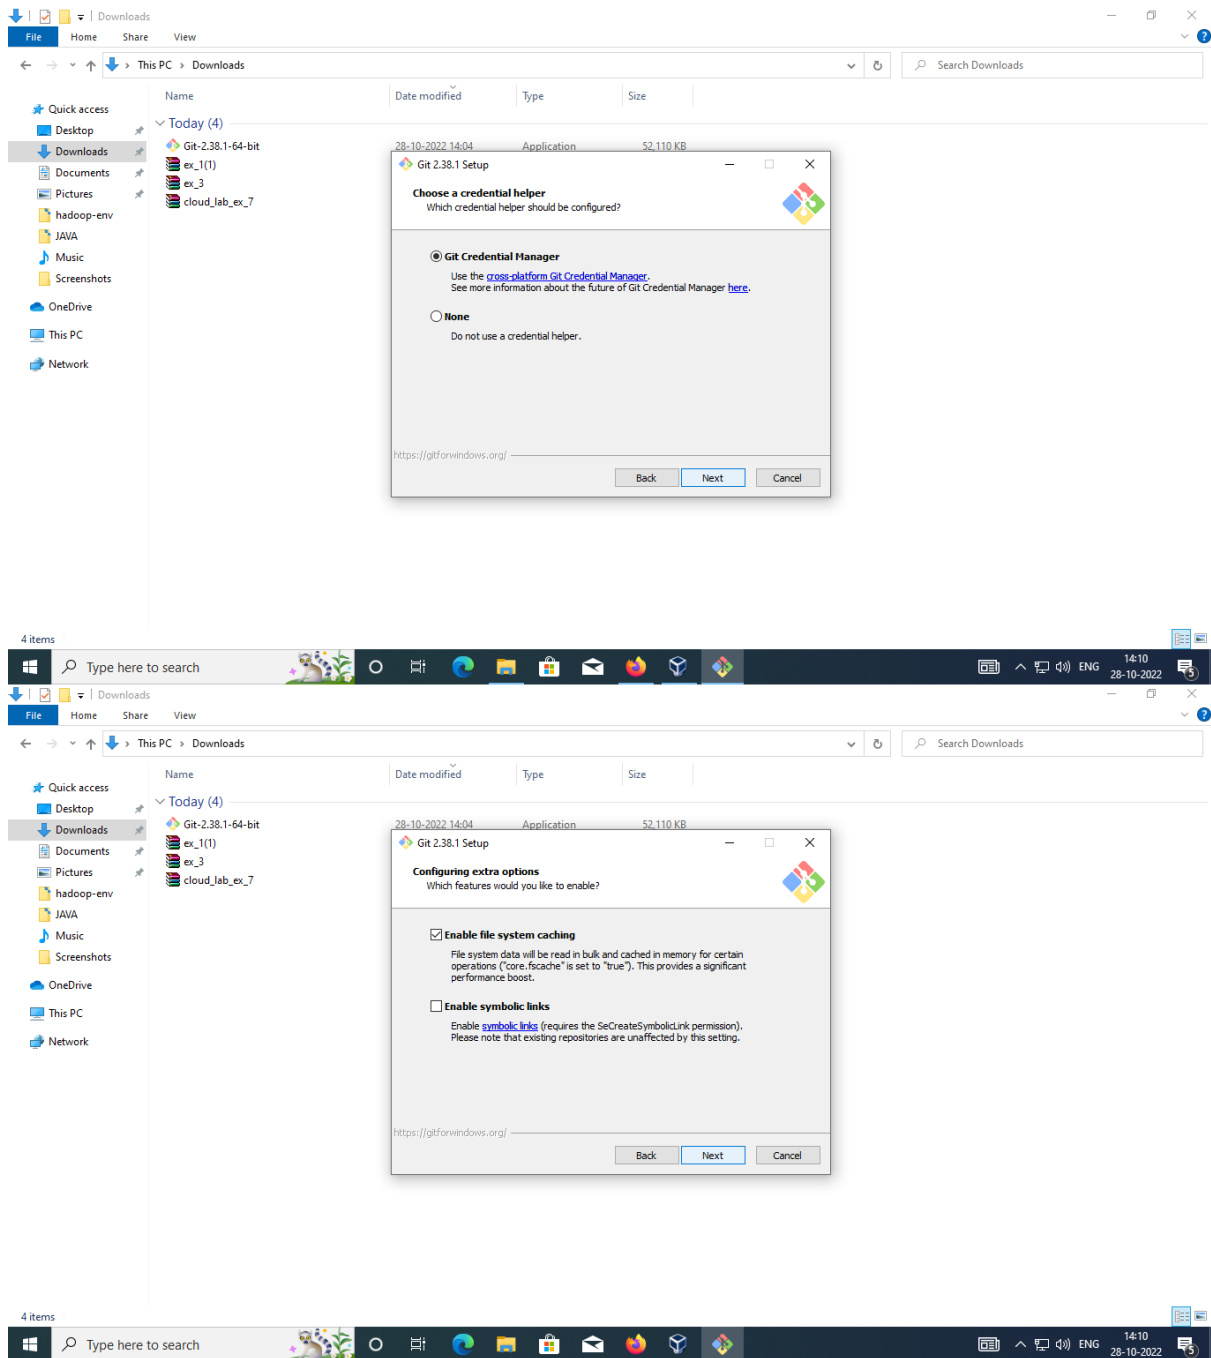 Downloads
File Home Share View
This PC > Downloads
Search Downloads
Name Date modified Type Size
Quick access
Desktop
Downloads
Documents
Pictures
hadoop-env
JAVA
Music
Screenshots
OneDrive
This PC
Network
Today (4)
Git-2.38.1-64-bit 28-10-2022 14:04 Application 52,110 KB
ex_1(1)
ex_3
cloud_lab_ex_7
Git 2.38.1 Setup
Choose a credential helper
Which credential helper should be configured?
Git Credential Manager
Use the cross-platform Git Credential Manager.
See more information about the future of Git Credential Manager here.
None
Do not use a credential helper.
https://gitforwindows.org/
Back Next Cancel
4 items
Type here to search
ENG
14:10
28-10-2022
5
Downloads
File Home Share View
This PC > Downloads
Search Downloads
Name Date modified Type Size
Quick access
Desktop
Downloads
Documents
Pictures
hadoop-env
JAVA
Music
Screenshots
OneDrive
This PC
Network
Today (4)
Git-2.38.1-64-bit 28-10-2022 14:04 Application 52,110 KB
ex_1(1)
ex_3
cloud_lab_ex_7
Git 2.38.1 Setup
Configuring extra options
Which features would you like to enable?
Enable file system caching
File system data will be read in bulk and cached in memory for certain
operations ("core.fscache" is set to "true"). This provides a significant
performance boost.
Enable symbolic links
Enable symbolic links (requires the SeCreateSymbolicLink permission).
Please note that existing repositories are unaffected by this setting.
https://gitforwindows.org/
Back Next Cancel
4 items
Type here to search
ENG
14:10
28-10-2022
5